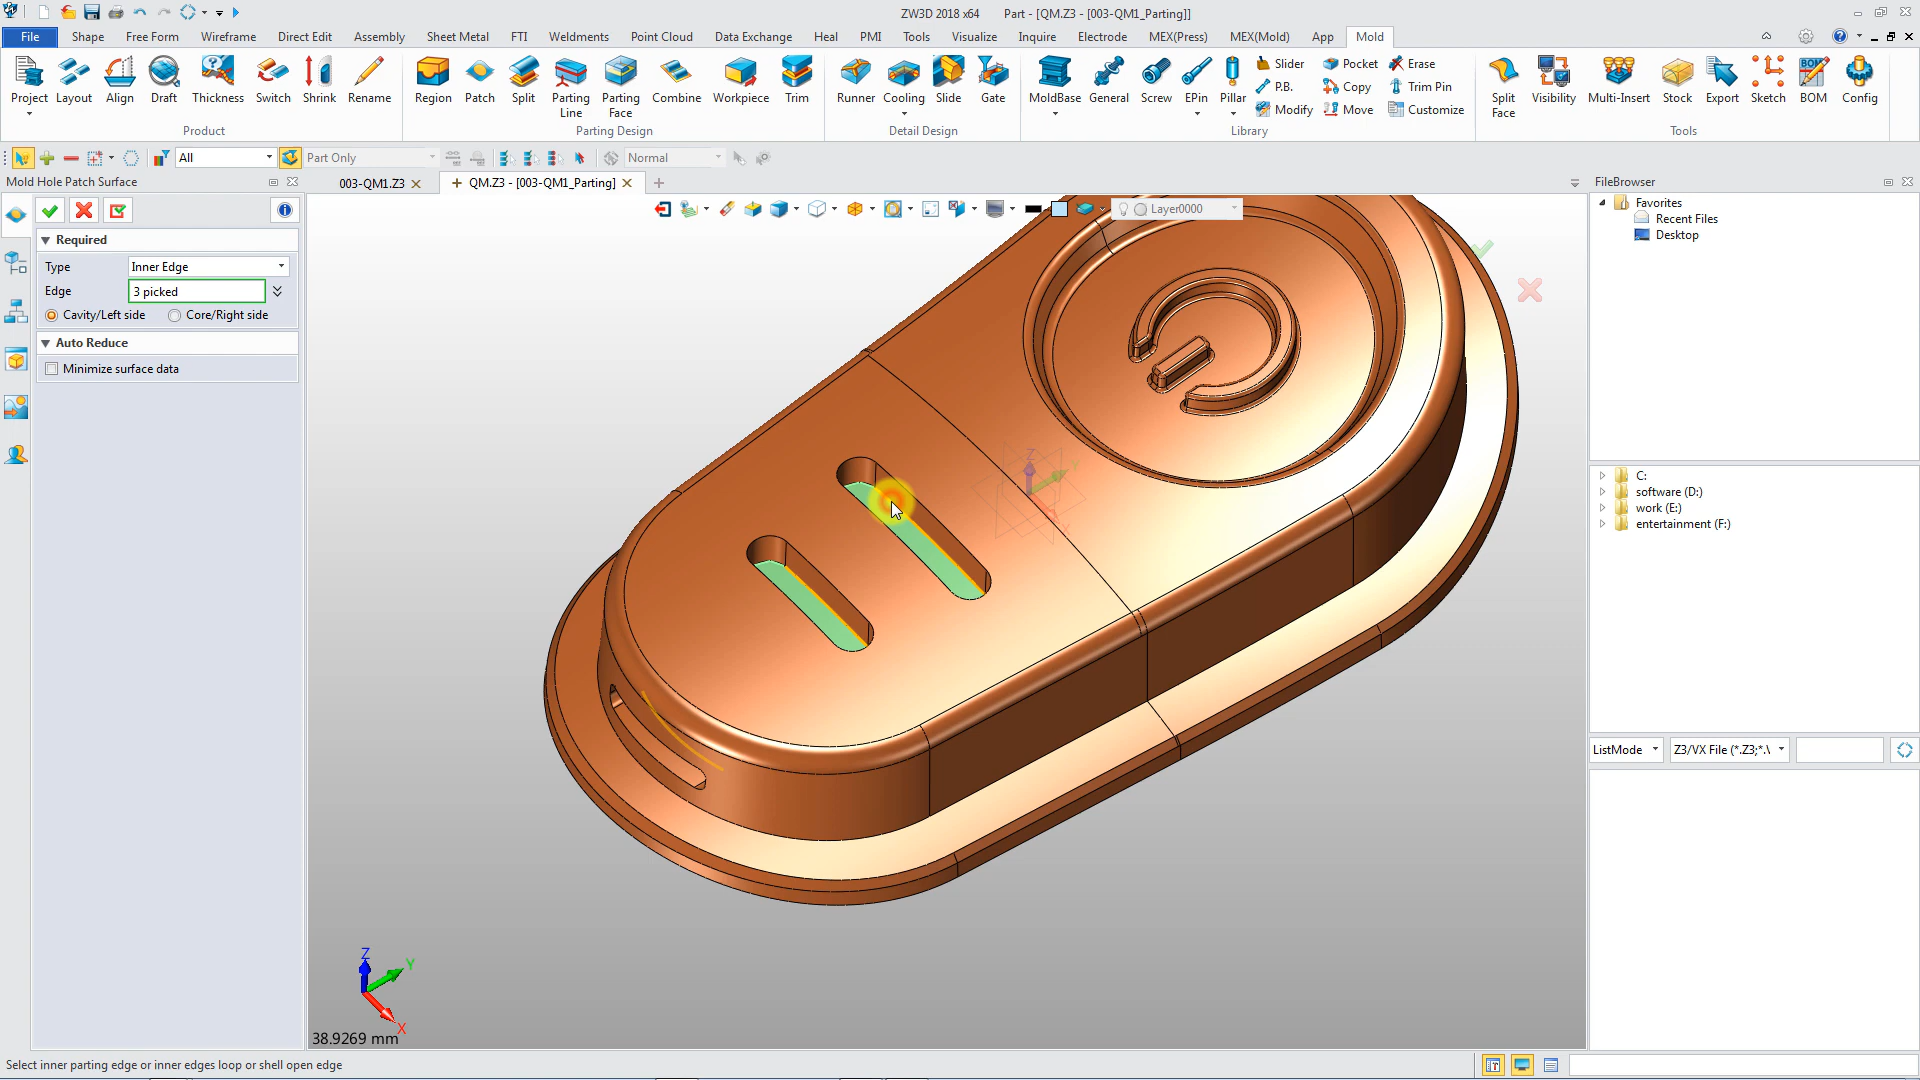 ZW3D 2018 x64 Part - [QM.Z3 - [003-QM1_Parting]]
File Shape Free Form Wireframe Direct Edit Assembly Sheet Metal FTI Weldments Point Cloud Data Exchange Heal PMI Tools Visualize Inquire Electrode MEX(Press) MEX(Mold) App Mold
Slider Pocket Erase
P.B. Copy Trim Pin
Modify Move Customize
Project Layout Align Draft Thickness Switch Shrink Rename Region Patch Split Parting Line Parting Face Combine Workpiece Trim Runner Cooling Slide Gate MoldBase General Screw EPin Pillar Split Face Visibility Multi-Insert Stock Export Sketch BOM Config
Product Parting Design Detail Design Library Tools
All Part Only Normal
Mold Hole Patch Surface
003-QM1.Z3 QM.Z3 - [003-QM1_Parting]
FileBrowser
Layer0000
Required
Type Inner Edge
Edge 3 picked
Cavity/Left side Core/Right side
Auto Reduce
Minimize surface data
Favorites
Recent Files
Desktop
C:
software (D:)
work (E:)
entertainment (F:)
ListMode Z3/VX File (*.Z3;*.\
Z
Y
X
Z
Y
X
38.9269 mm
Select inner parting edge or inner edges loop or shell open edge